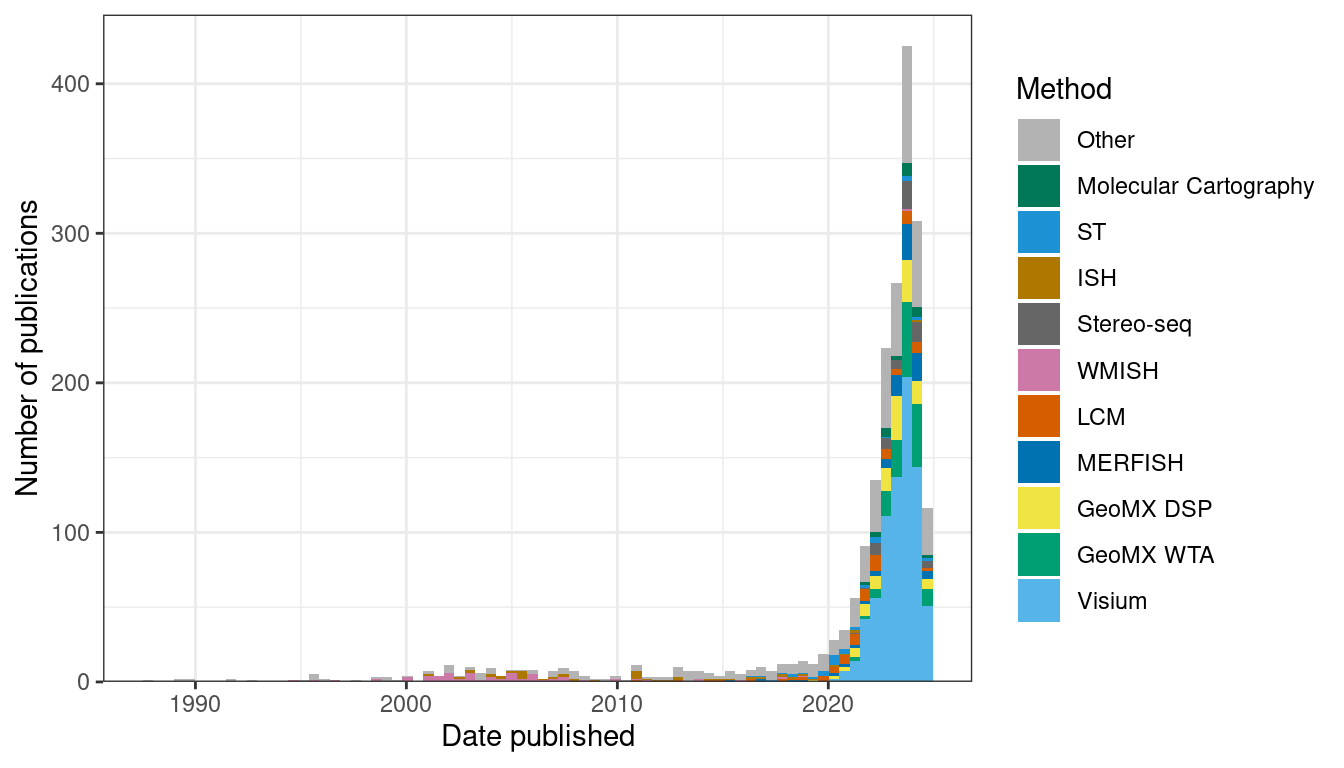 Number of publications
400
300
200
100
0
1990
2000
2010
2020
Date published
Method
Other
Molecular Cartography
ST
ISH
Stereo-seq
WMISH
LCM
MERFISH
GeoMX DSP
GeoMX WTA
Visium